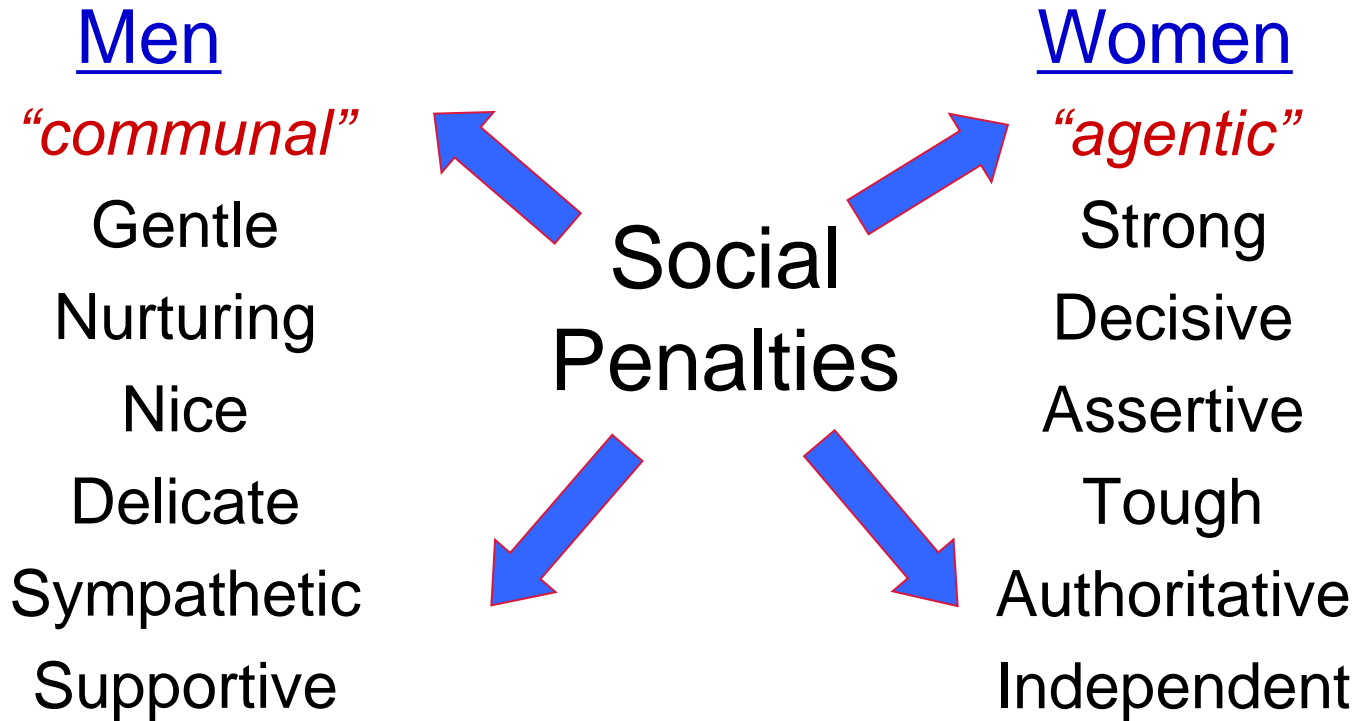 Men
“communal”
Gentle
Nurturing
Nice
Delicate
Sympathetic
Supportive
Social
Penalties
Women
“agentic”
Strong
Decisive
Assertive
Tough
Authoritative
Independent